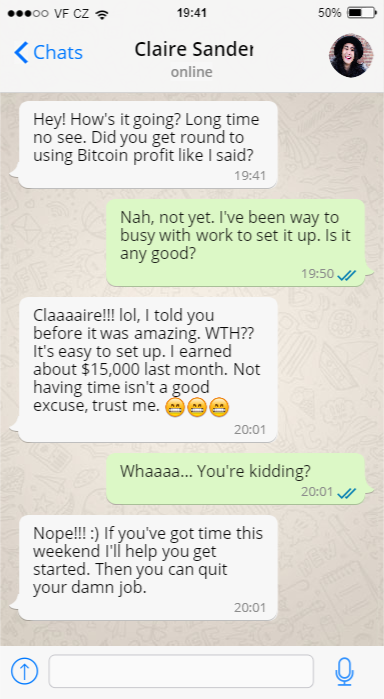 ●●●○○ VF CZ 19:41 50%
Chats Claire Sander
online
Hey! How's it going? Long time
no see. Did you get round to
using Bitcoin profit like I said?
19:41
Nah, not yet. I've been way to
busy with work to set it up. Is it
any good?
19:50
Claaaaire!!! lol, I told you
before it was amazing. WTH??
It's easy to set up. I earned
about $15,000 last month. Not
having time isn't a good
excuse, trust me. 😁😁😁
20:01
Whaaaa... You're kidding?
20:01
Nope!!! :) If you've got time this
weekend I'll help you get
started. Then you can quit
your damn job.
20:01